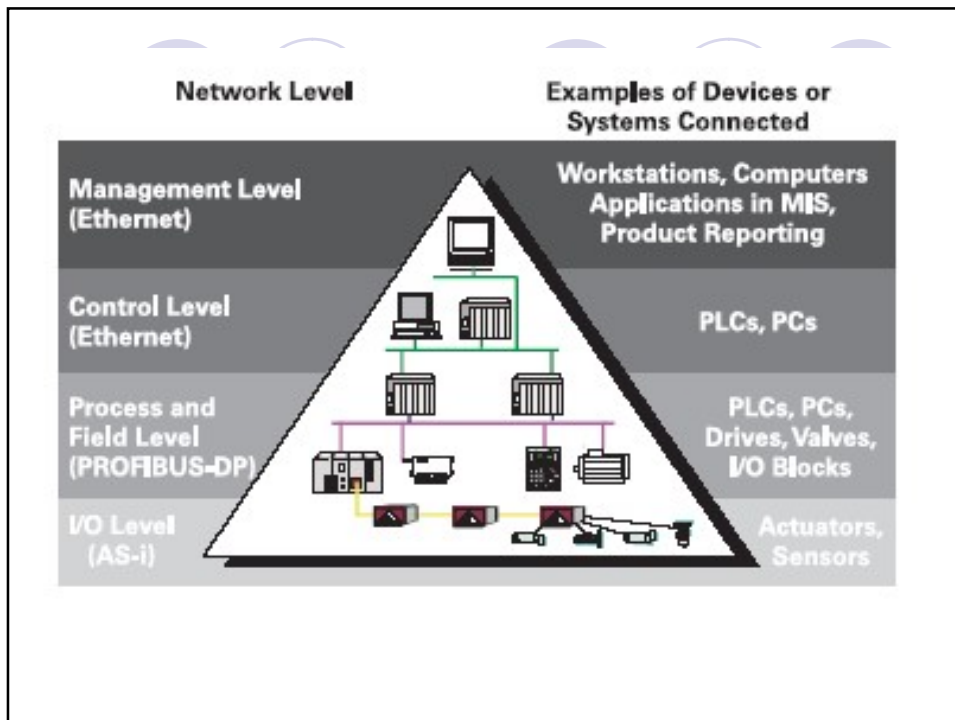 Network Level
Examples of Devices or
Systems Connected
Management Level
(Ethernet)
Workstations, Computers
Applications in MIS,
Product Reporting
Control Level
(Ethernet)
PLCs, PCs
Process and
Field Level
(PROFIBUS-DP)
PLCs, PCs,
Drives, Valves,
I/O Blocks
I/O Level
(AS-i)
Actuators,
Sensors